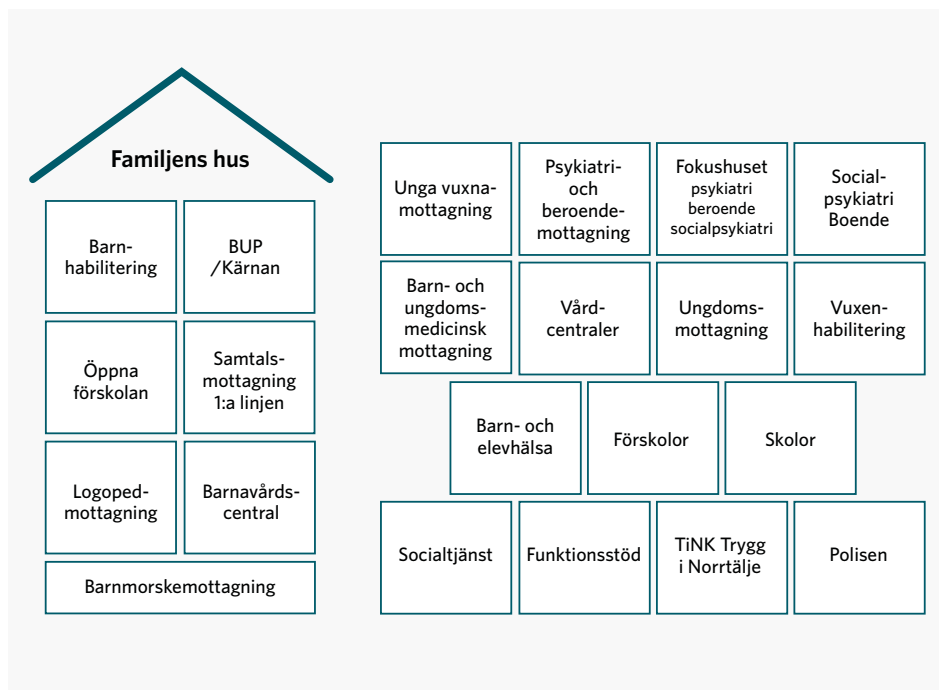 Familjens hus
Barn-
habilitering
BUP
/Kärnan
Öppna
förskolan
Samtals-
mottagning
1:a linjen
Logoped-
mottagning
Barnavårds-
central
Barnmorskemottagning
Unga vuxna-
mottagning
Psykiatri-
och
beroende-
mottagning
Fokushuset
psykiatri
beroende
socialpsykiatri
Social-
psykiatri
Boende
Barn- och
ungdoms-
medicinsk
mottagning
Vård-
centraler
Ungdoms-
mottagning
Vuxen-
habilitering
Barn- och
elevhälsa
Förskolor
Skolor
Socialtjänst
Funktionsstöd
TiNK Trygg
i Norrtälje
Polisen